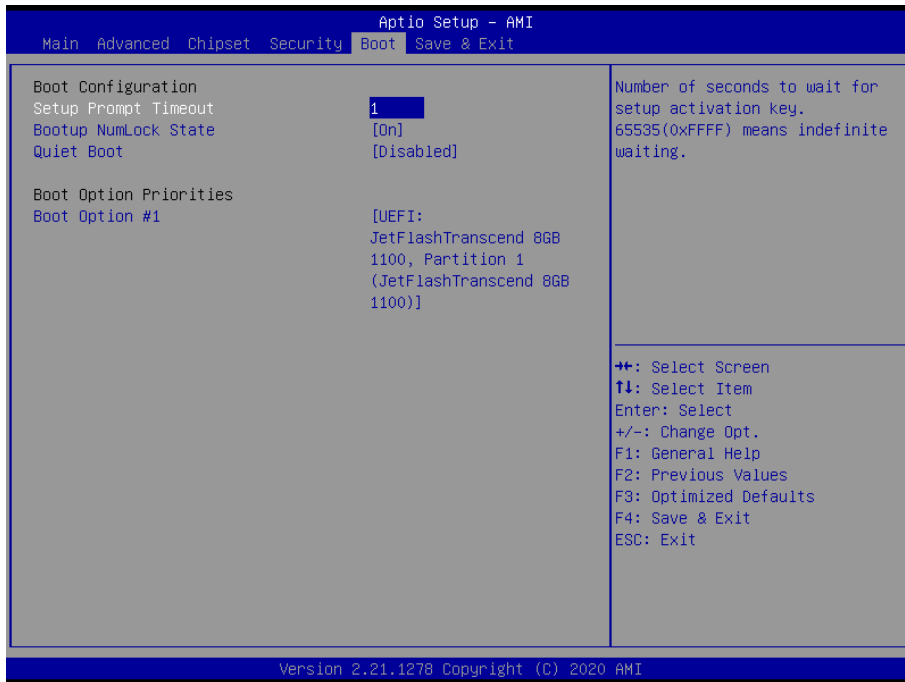 Aptio Setup – AMI
Main Advanced Chipset Security Boot Save & Exit
Boot Configuration
Setup Prompt Timeout 1
Bootup NumLock State [On]
Quiet Boot [Disabled]
Boot Option Priorities
Boot Option #1 [UEFI:
JetFlashTranscend 8GB
1100, Partition 1
(JetFlashTranscend 8GB
1100)]
Number of seconds to wait for
setup activation key.
65535(0xFFFF) means indefinite
waiting.
→←: Select Screen
↑↓: Select Item
Enter: Select
+/-: Change Opt.
F1: General Help
F2: Previous Values
F3: Optimized Defaults
F4: Save & Exit
ESC: Exit
Version 2.21.1278 Copyright (C) 2020 AMI